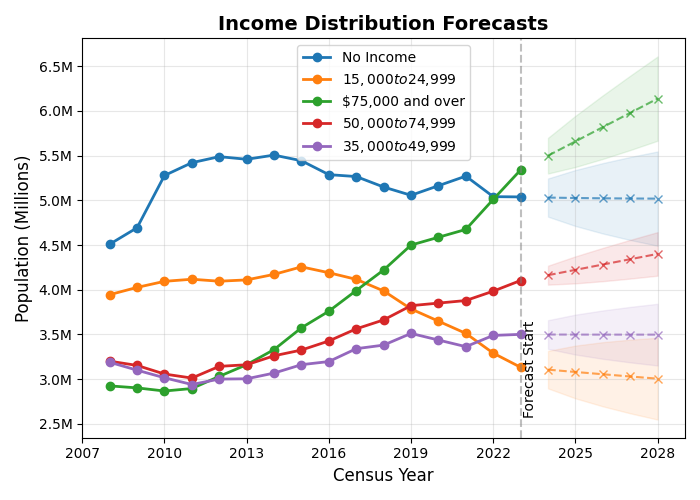 Income Distribution Forecasts
No Income
15,000to24,999
$75,000 and over
50,000to74,999
35,000to49,999
6.5M
6.0M
5.5M
5.0M
4.5M
4.0M
3.5M
3.0M
2.5M
Population (Millions)
Forecast Start
2007
2010
2013
2016
2019
2022
2025
2028
Census Year